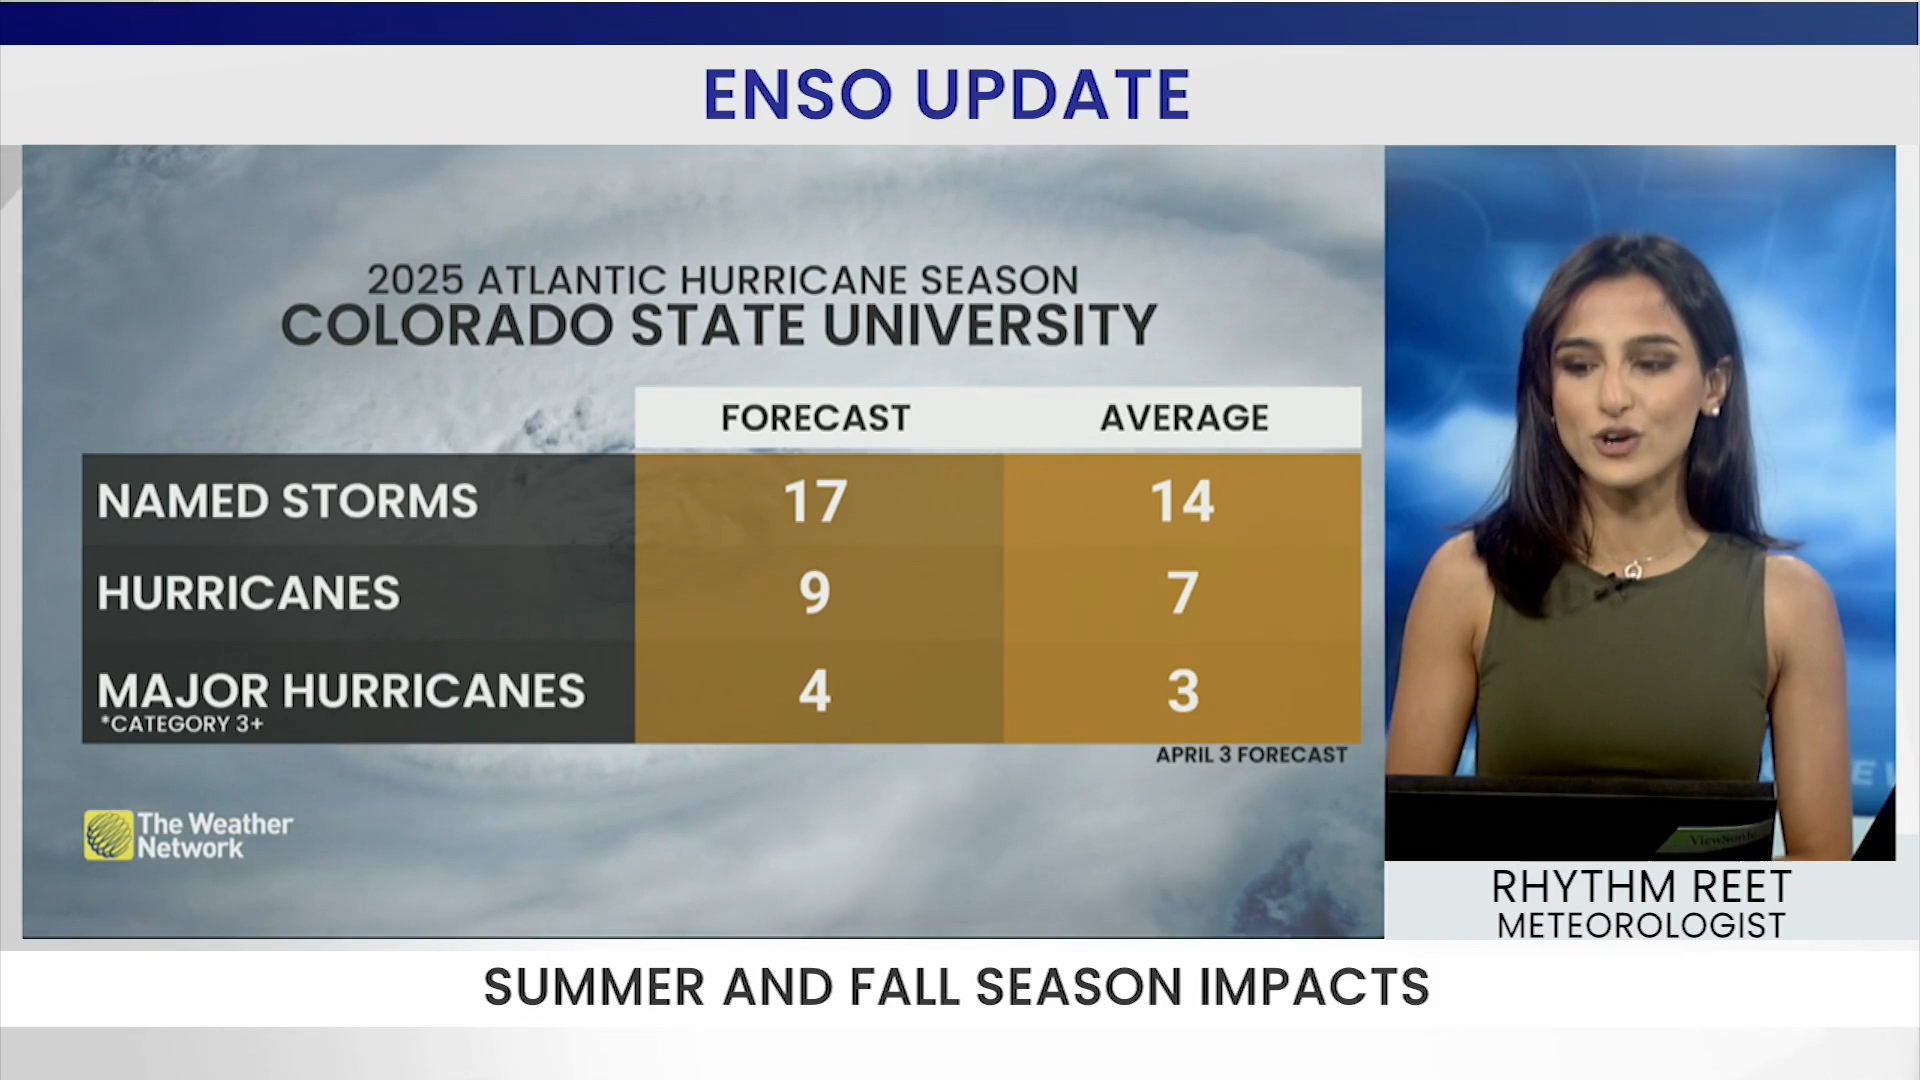 ENSO UPDATE
2025 ATLANTIC HURRICANE SEASON
COLORADO STATE UNIVERSITY
FORECAST AVERAGE
NAMED STORMS 17 14
HURRICANES 9 7
MAJOR HURRICANES 4 3
*CATEGORY 3+
APRIL 3 FORECAST
The Weather
Network
ViewSonic
RHYTHM REET
METEOROLOGIST
SUMMER AND FALL SEASON IMPACTS